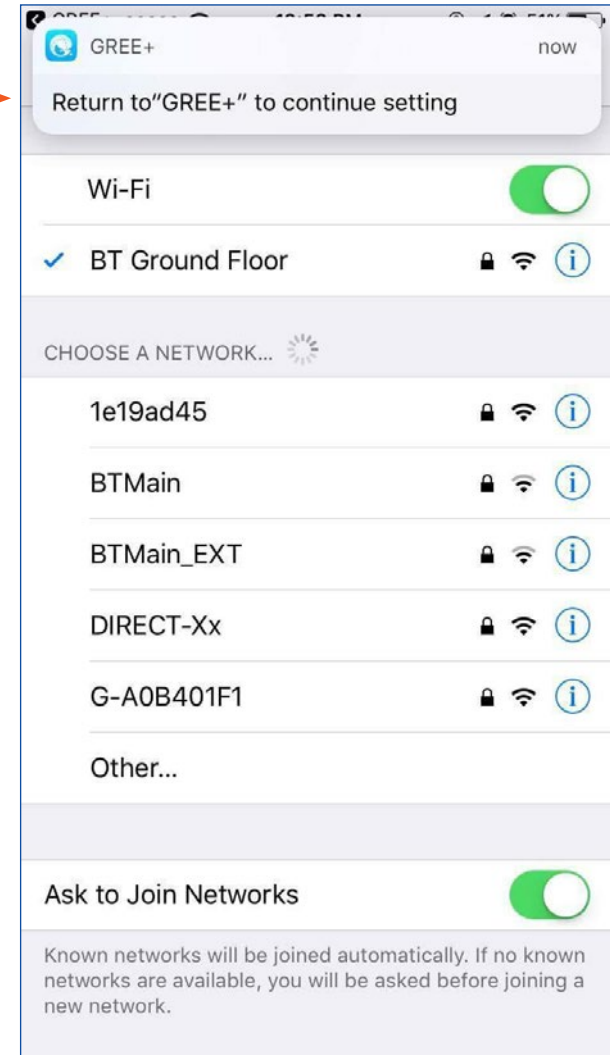 GREE+
now
Return to"GREE+" to continue setting
Wi-Fi
BT Ground Floor
CHOOSE A NETWORK...
1e19ad45
BTMain
BTMain_EXT
DIRECT-Xx
G-A0B401F1
Other...
Ask to Join Networks
Known networks will be joined automatically. If no known
networks are available, you will be asked before joining a
new network.